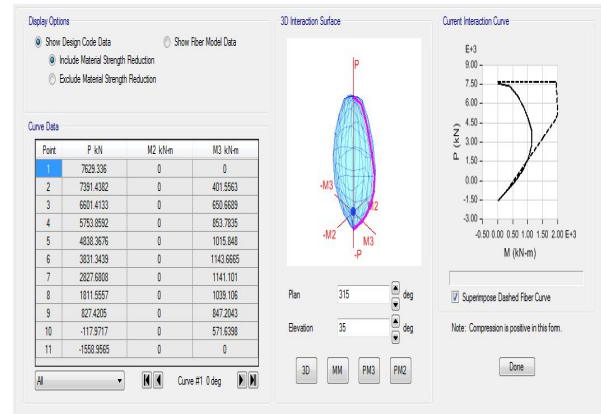 Display Options
Show Design Code Data
Show Fiber Model Data
Include Material Strength Reduction
Exclude Material Strength Reduction
Curve Data
Point P kN M2 kN-m M3 kN-m
1 7629.336 0 0
2 7391.4382 0 401.5563
3 6601.4133 0 650.6689
4 5753.8592 0 853.7835
5 4838.3676 0 1015.848
6 3831.3439 0 1143.6665
7 2827.6808 0 1141.101
8 1811.5557 0 1039.106
9 827.4205 0 847.2043
10 -117.9717 0 571.6398
11 -1558.9565 0 0
All
Curve #1 0 deg
3D Interaction Surface
P
-M3
M2
-M2
M3
-P
Plan 315 deg
Elevation 35 deg
3D MM PM3 PM2
Current Interaction Curve
E+3
9.00
7.50
6.00
4.50
3.00
1.50
0.00
-1.50
-3.00
P (kN)
-0.50 0.00 0.50 1.00 1.50 2.00 E+3
M (kN-m)
Superimpose Dashed Fiber Curve
Note: Compression is positive in this form.
Done